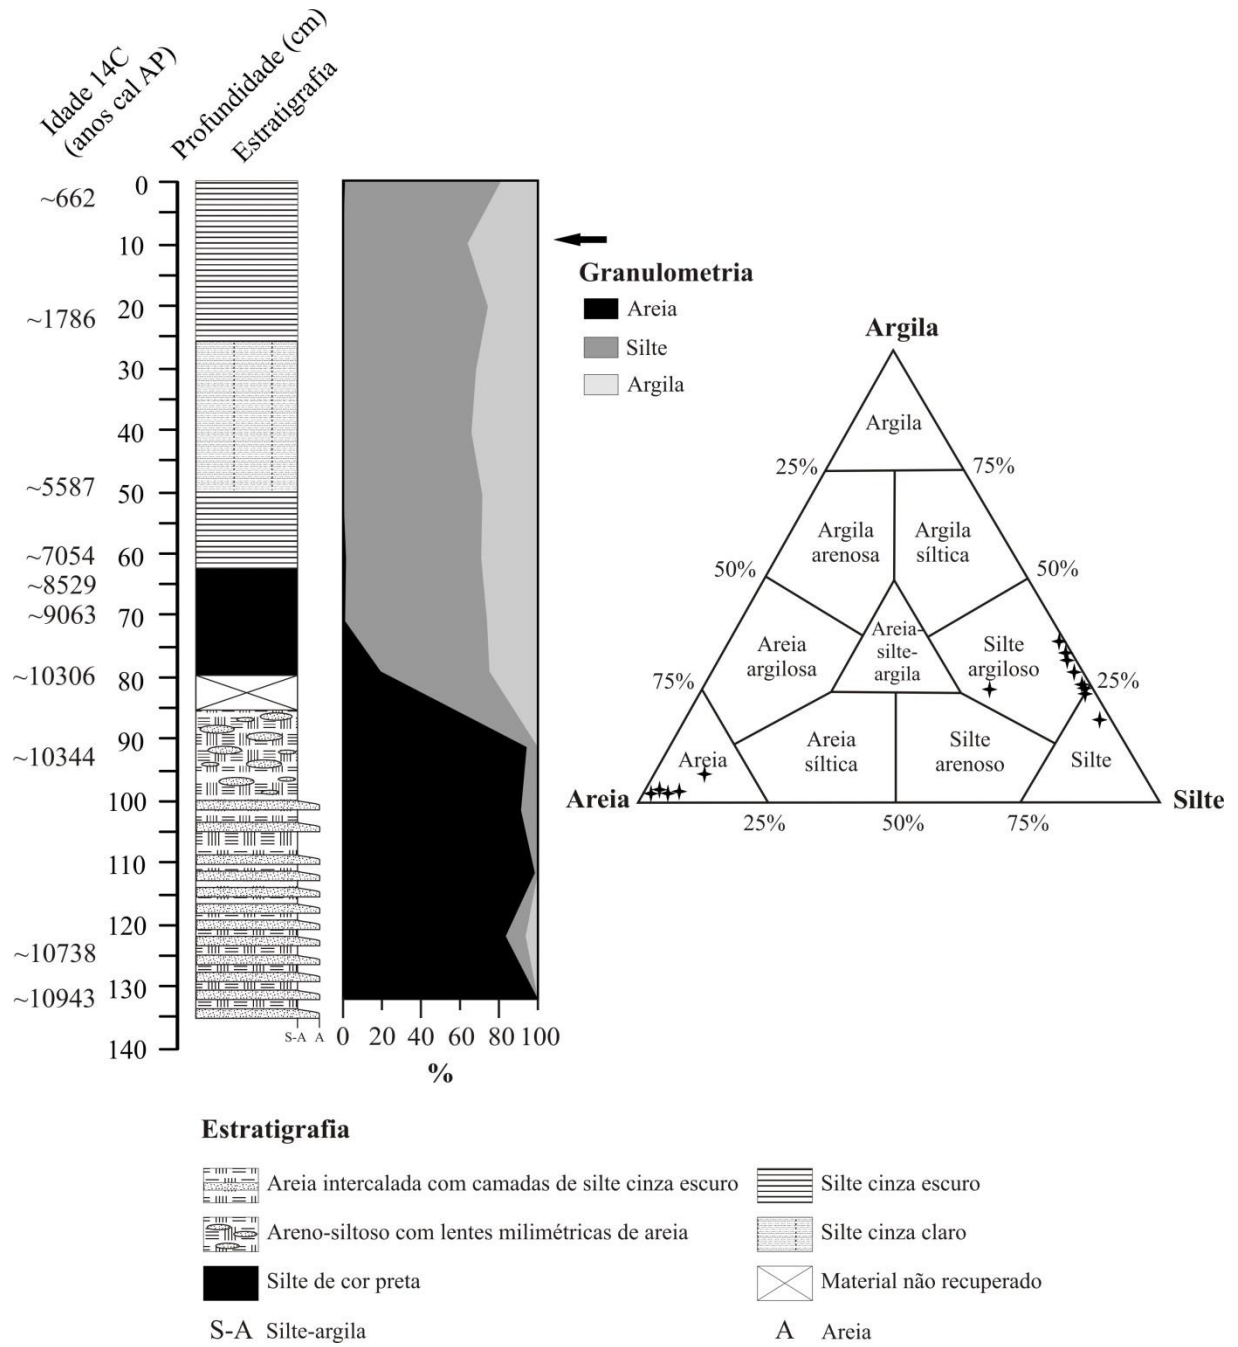 Idade 14C
(anos cal AP)
Profundidade (cm)
Estratigrafia
~662
~1786
~5587
~7054
~8529
~9063
~10306
~10344
~10738
~10943
0
10
20
30
40
50
60
70
80
90
100
110
120
130
140
S-A A
0 20 40 60 80 100
%
Granulometria
Areia
Silte
Argila
Argila
Argila
25%
75%
Argila
arenosa
Argila
síltica
50%
50%
Areia
argilosa
Areia-
silte-
argila
Silte
argiloso
75%
25%
Areia
Areia
síltica
Silte
arenoso
Silte
Areia
Silte
25%
50%
75%
Estratigrafia
Areia intercalada com camadas de silte cinza escuro
Silte cinza escuro
Areno-siltoso com lentes milimétricas de areia
Silte cinza claro
Silte de cor preta
Material não recuperado
S-A Silte-argila
A Areia